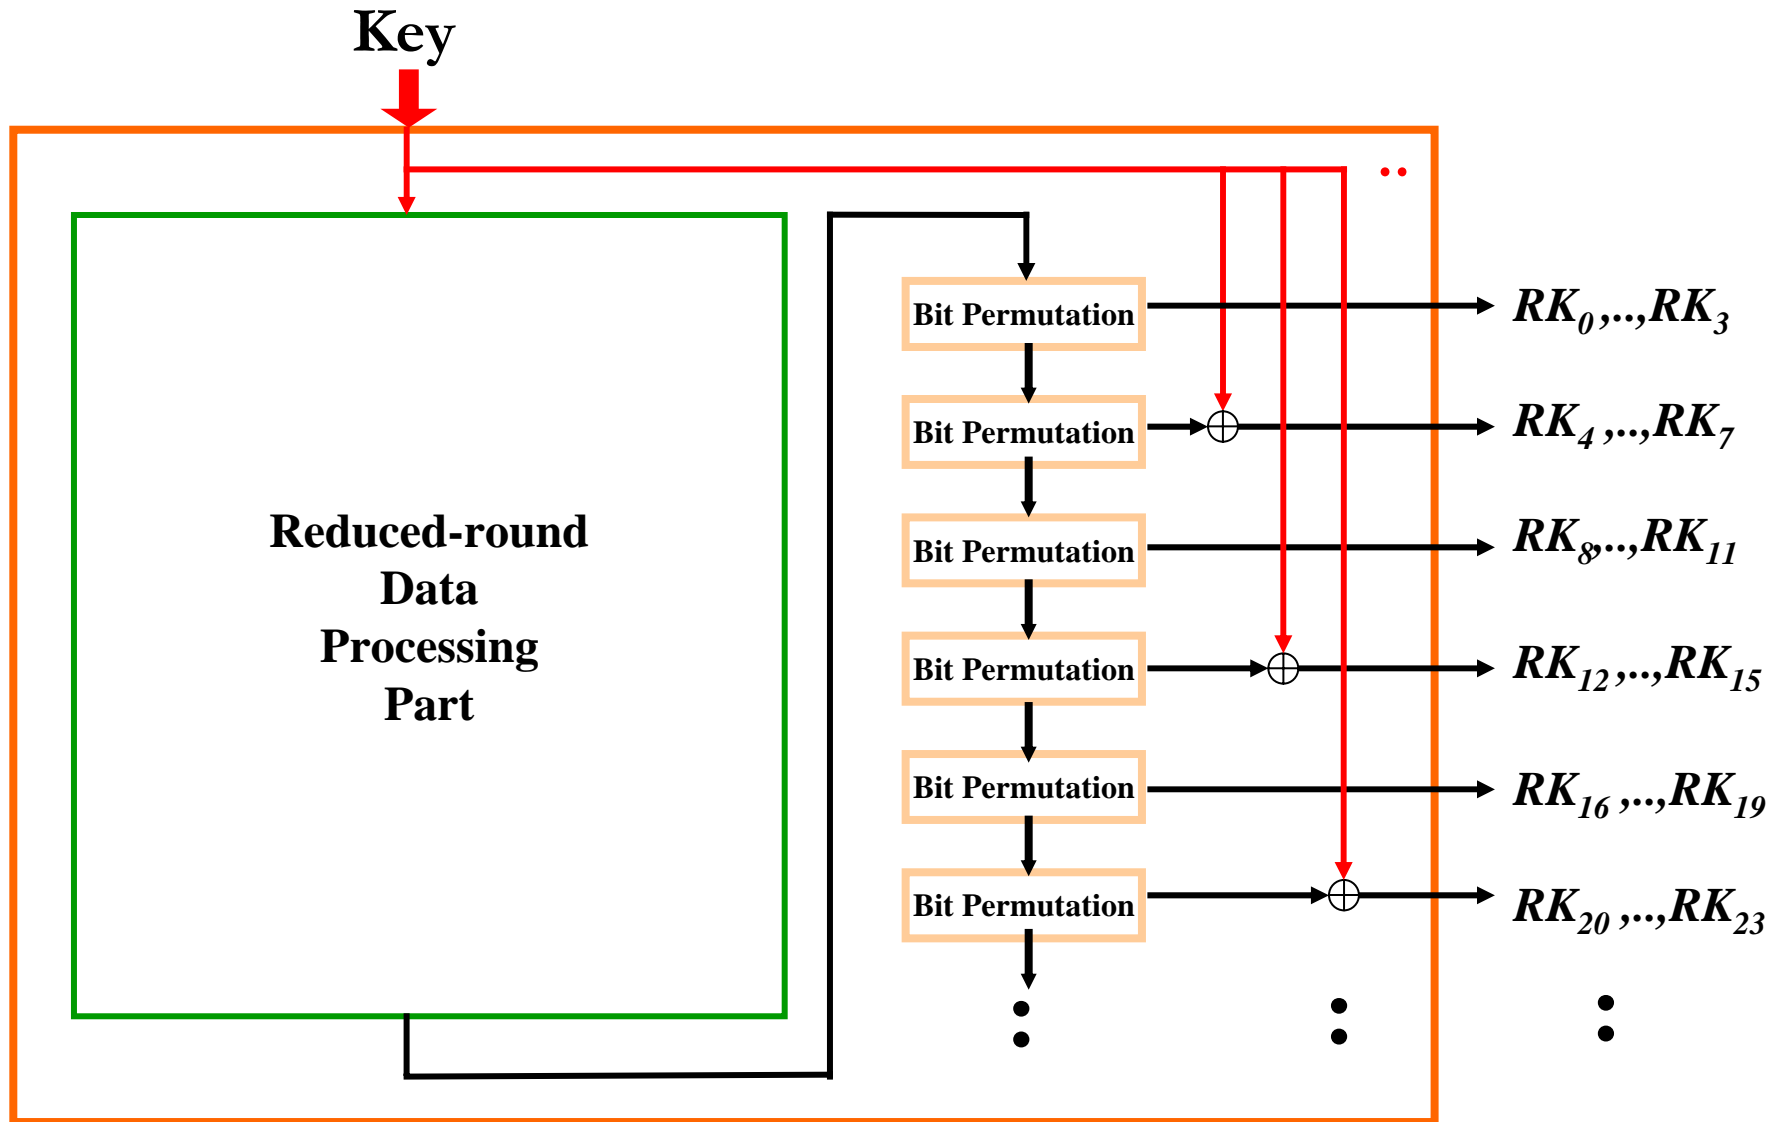 Key
Reduced-round
Data
Processing
Part
Bit Permutation
RK0,..,RK3
Bit Permutation
RK4,..,RK7
Bit Permutation
RK8,..,RK11
Bit Permutation
RK12,..,RK15
Bit Permutation
RK16,..,RK19
Bit Permutation
RK20,..,RK23